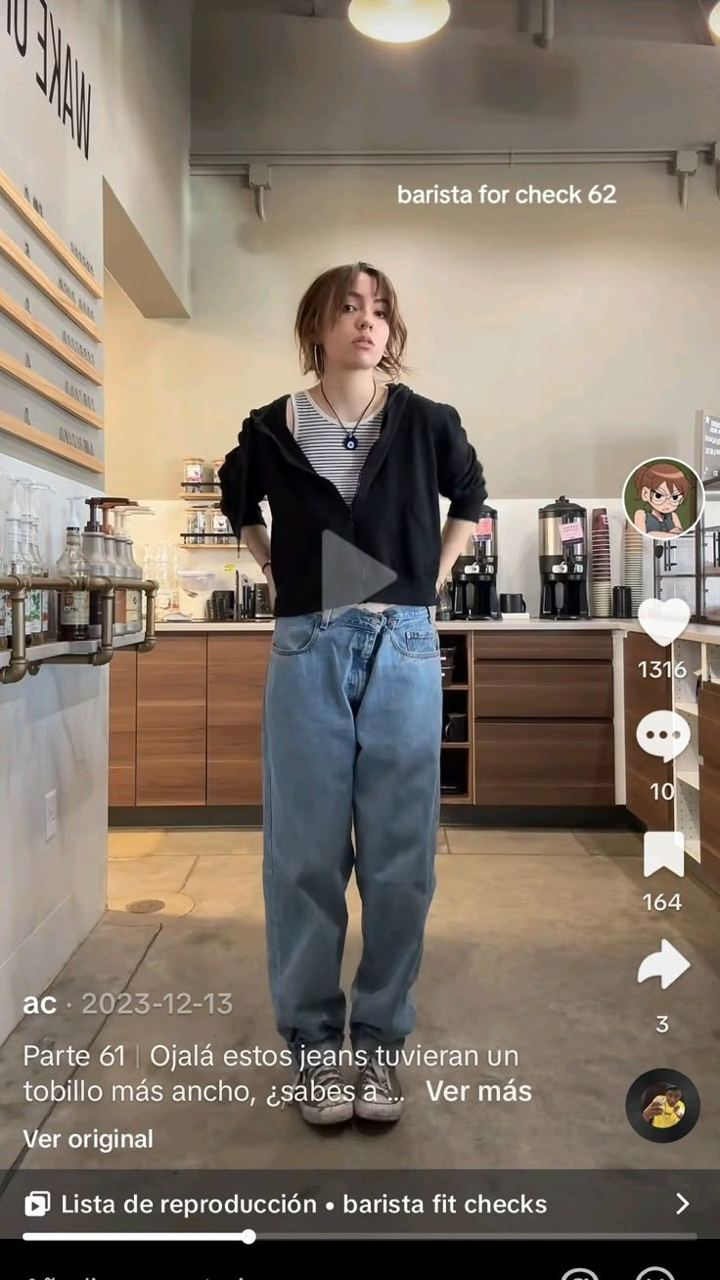 WAKE U
barista for check 62
1316
10
164
3
ac · 2023-12-13
Parte 61 | Ojalá estos jeans tuvieran un
tobillo más ancho, ¿sabes a ... Ver más
Ver original
Lista de reproducción • barista fit checks